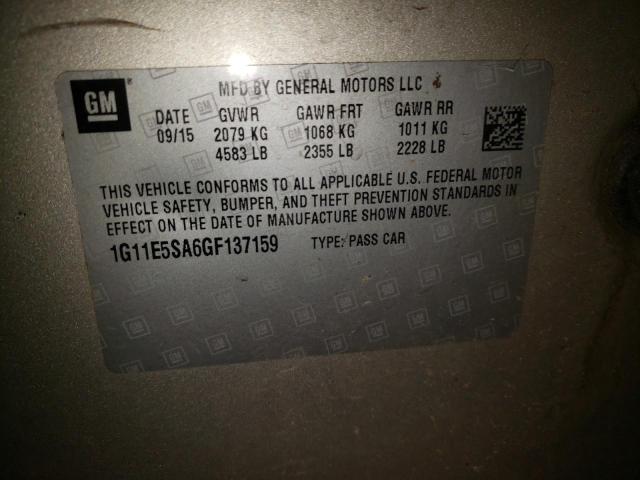 GM
MFD BY GENERAL MOTORS LLC
DATE GVWR GAWR FRT GAWR RR
09/15 2079 KG 1068 KG 1011 KG
4583 LB 2355 LB 2228 LB
THIS VEHICLE CONFORMS TO ALL APPLICABLE U.S. FEDERAL MOTOR
VEHICLE SAFETY, BUMPER, AND THEFT PREVENTION STANDARDS IN
EFFECT ON THE DATE OF MANUFACTURE SHOWN ABOVE.
1G11E5SA6GF137159 TYPE: PASS CAR